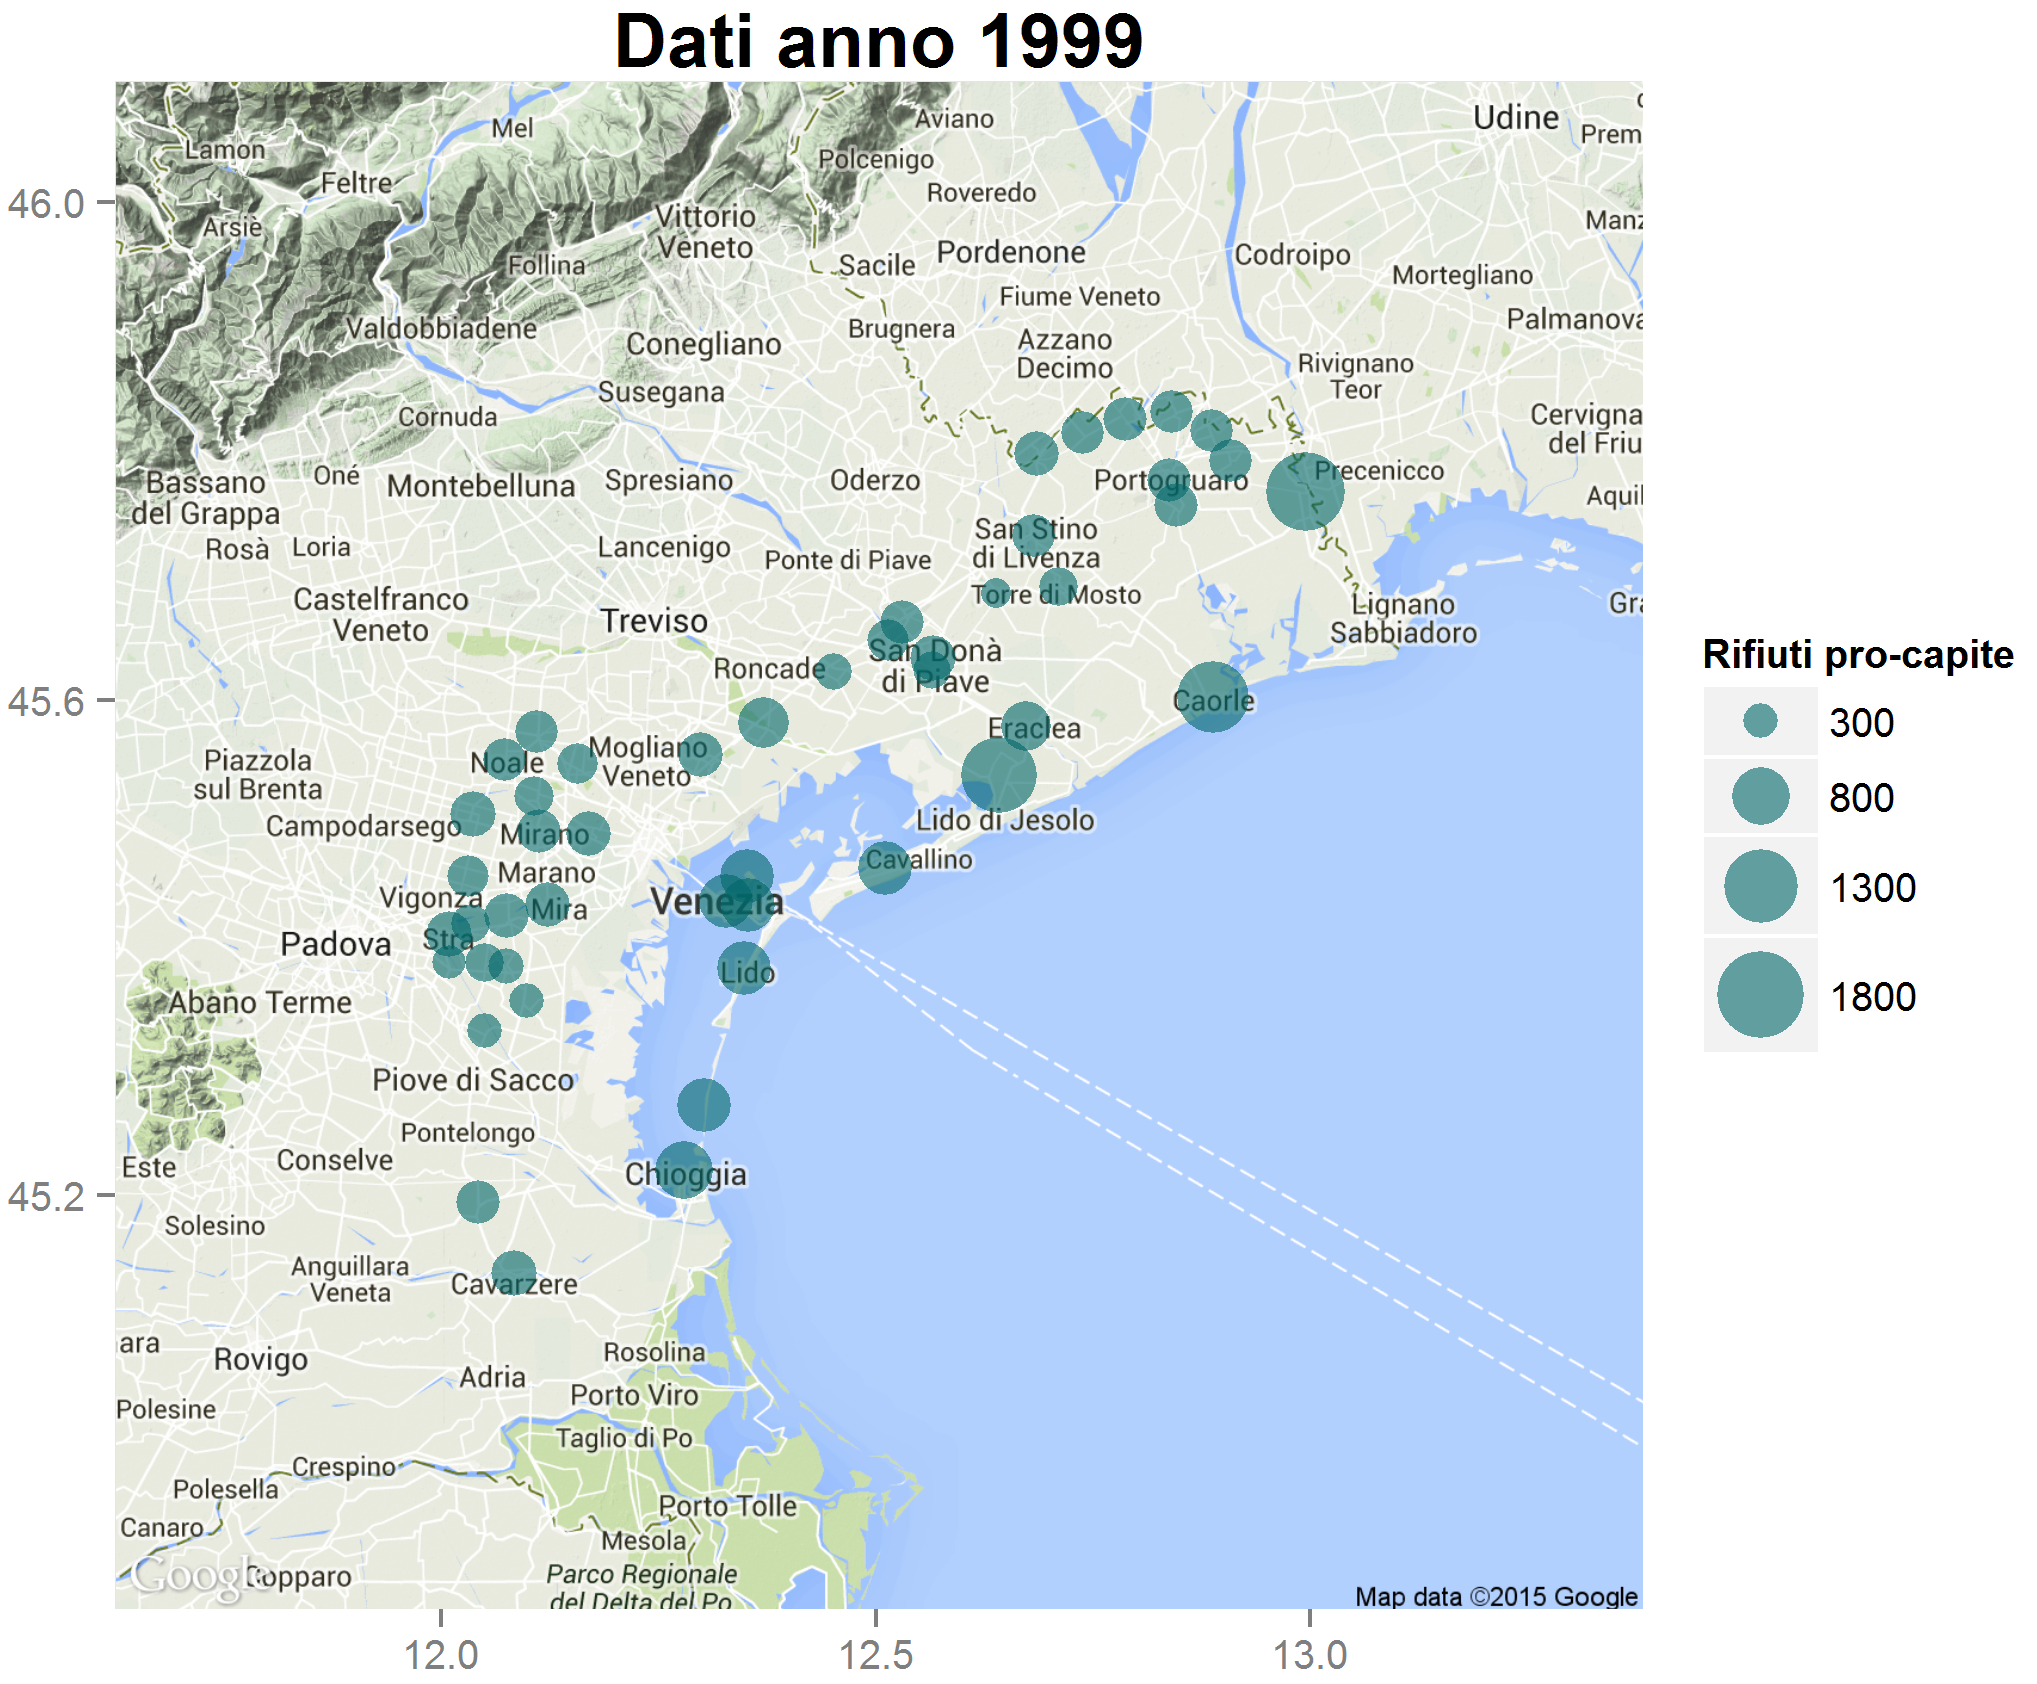 Dati anno 1999
Udine
Prem
Mel
Aviano
Lamon
Polcenigo
Feltre
Roveredo
46.0
Arsiè
Vittorio
Veneto
Manz
Pordenone
Codroipo
Follina
Sacile
Mortegliano
Fiume Veneto
Palmanova
Valdobbiadene
Brugnera
Conegliano
Azzano
Decimo
Rivignano
Teor
Susegana
Cornuda
Cervigna
del Friu
Precenicco
Oné
Bassano
del Grappa
Montebelluna
Spresiano
Oderzo
Portogruaro
Aquil
San Stino
di Livenza
Rosà
Loria
Lancenigo
Ponte di Piave
Torre di Mosto
Castelfranco
Veneto
Treviso
Lignano
Sabbiadoro
Gra
San Donà
di Piave
Roncade
Rifiuti pro-capite
300
800
1300
1800
45.6
Caorle
Eraclea
Mogliano
Veneto
Noale
Piazzola
sul Brenta
Campodarsego
Mirano
Lido di Jesolo
Cavallino
Marano
Vigonza
Mira
Venezia
Stra
Padova
Lido
Abano Terme
Piove di Sacco
Pontelongo
Este
Conselve
Chioggia
45.2
Solesino
Anguillara
Veneta
Cavarzere
ara
Rovigo
Rosolina
Adria
Porto Viro
Polesine
Taglio di Po
Crespino
Polesella
Porto Tolle
Canaro
Mesola
Google
Copparo
Parco Regionale
del Delta del Po
Map data ©2015 Google
12.0
12.5
13.0